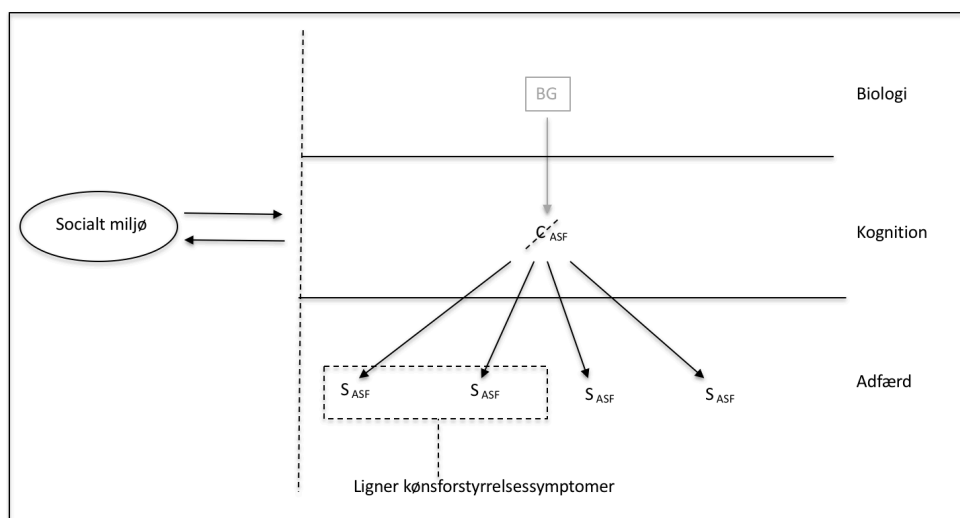 BG
Biologi
Socialt miljø
C ASF
Kognition
S ASF
S ASF
S ASF
S ASF
Adfærd
Ligner kønsforstyrrelsessymptomer